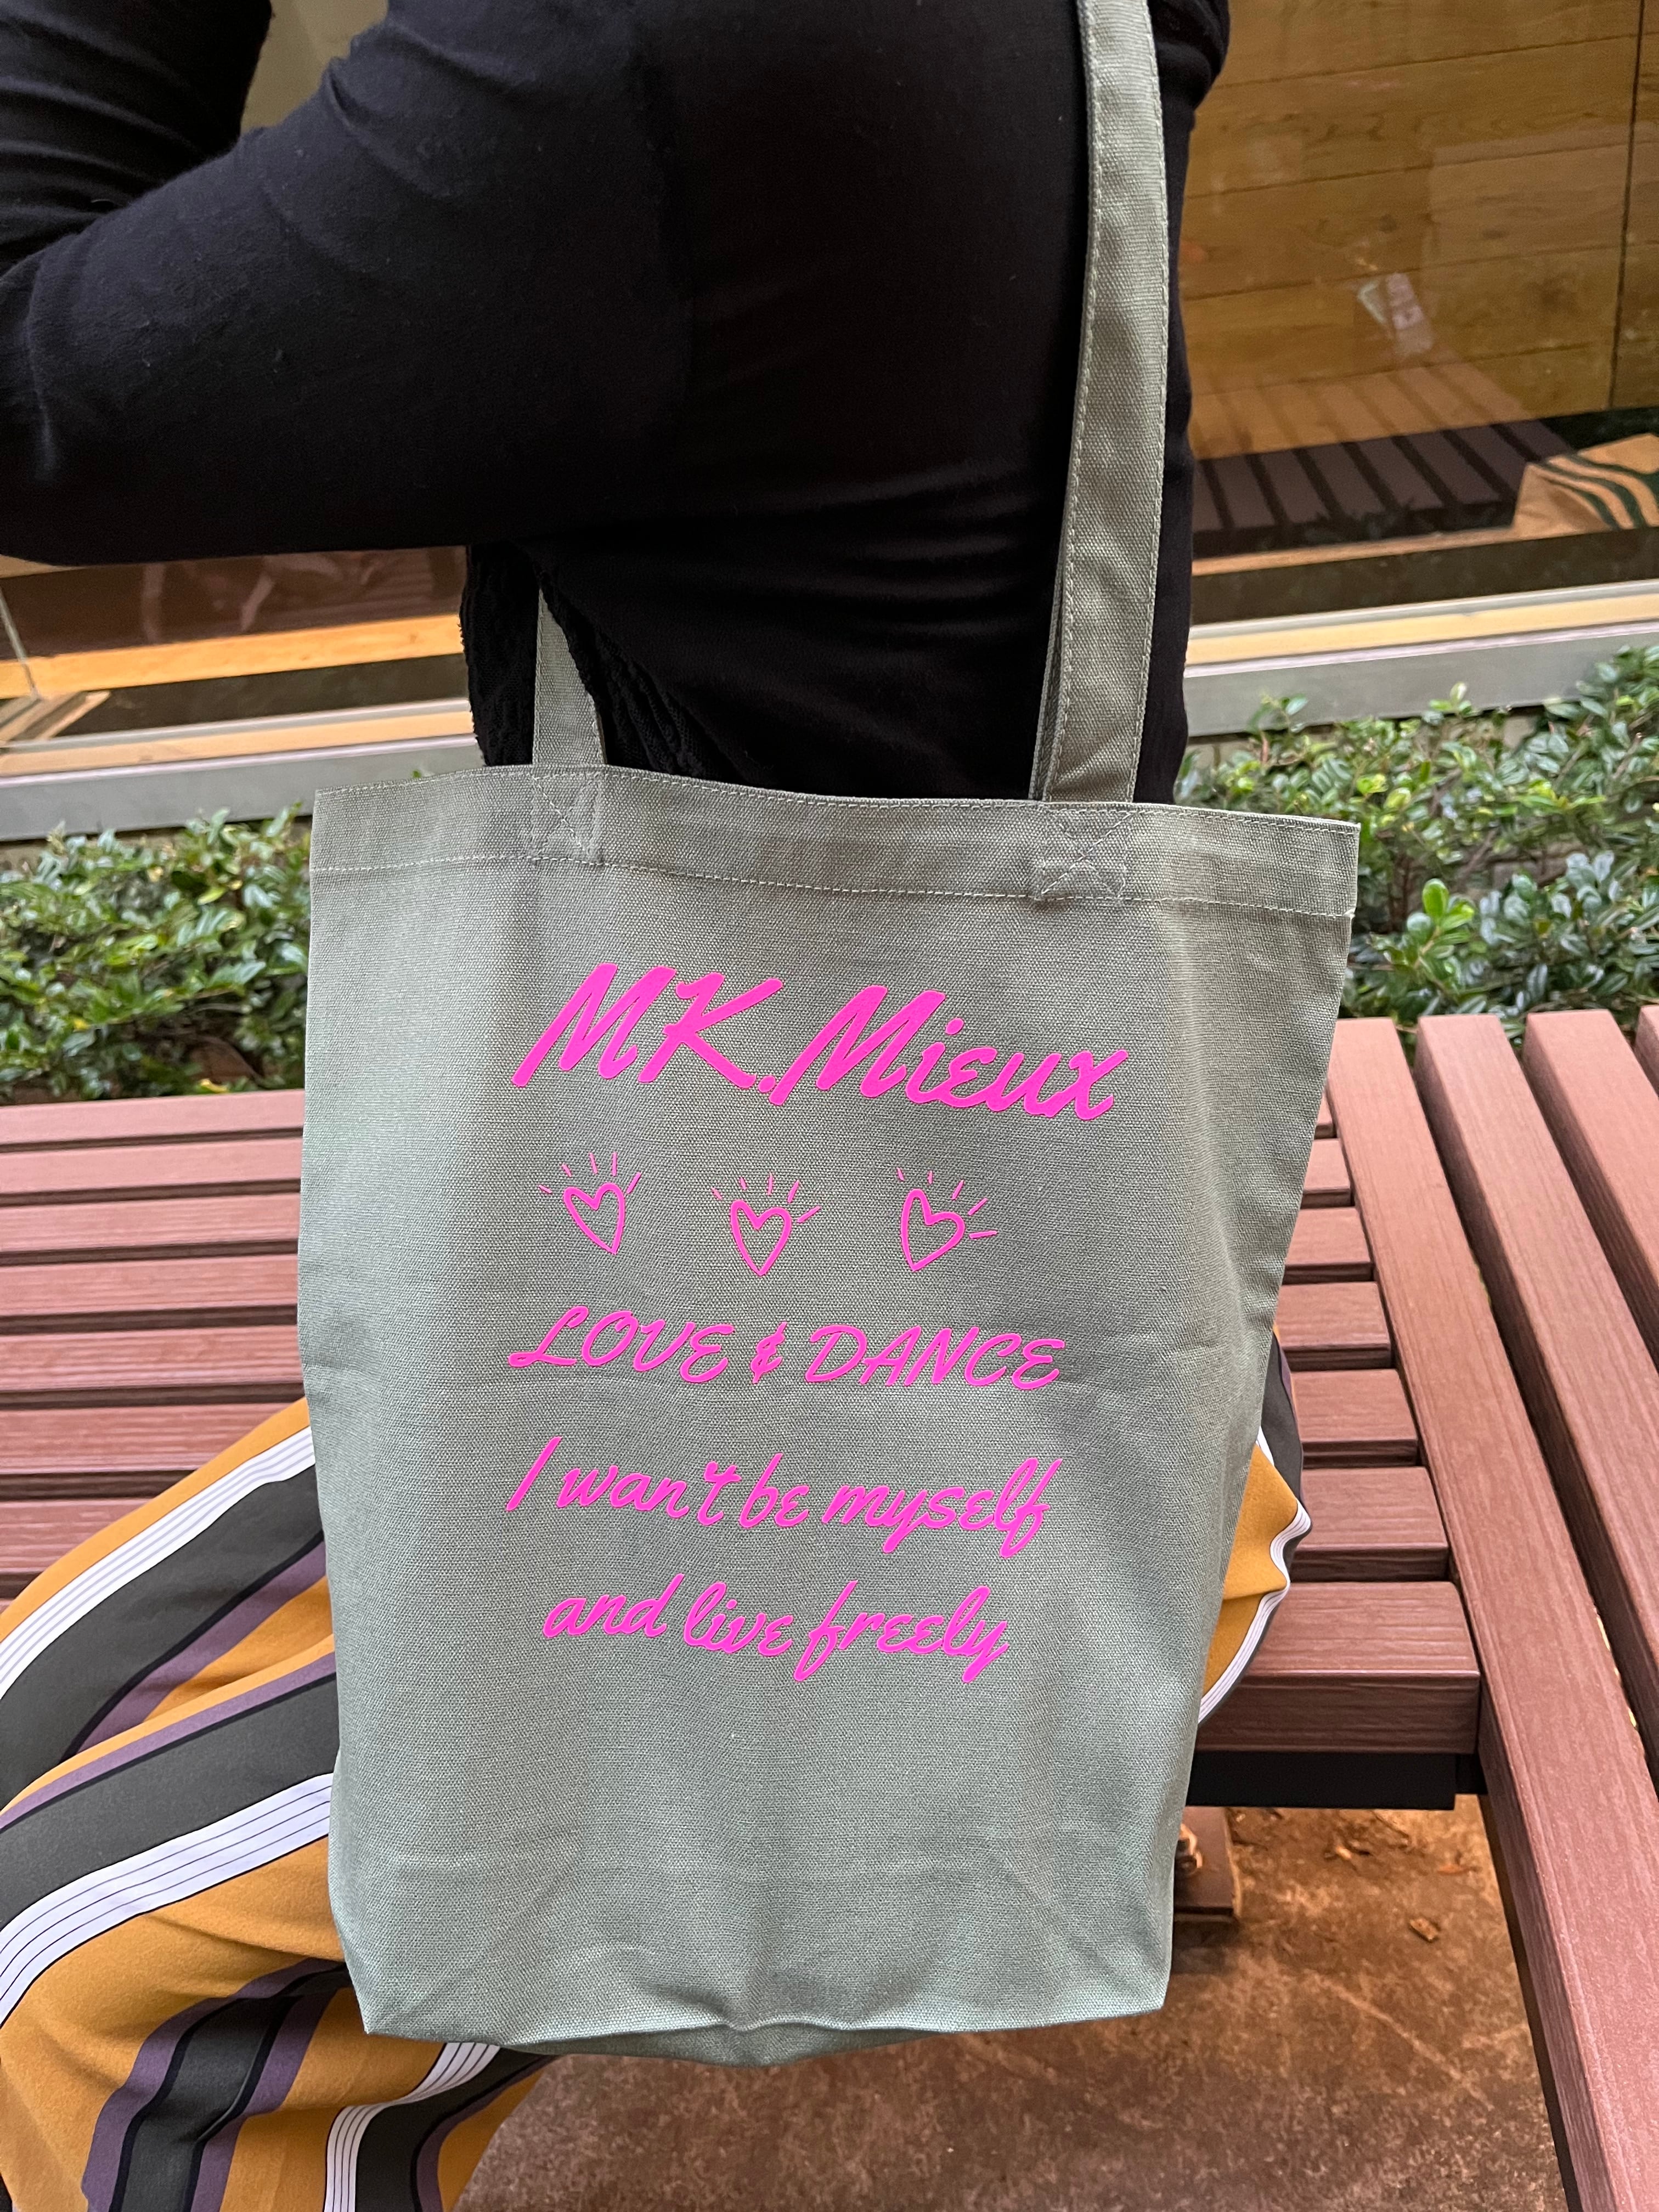 MK.Mieux
LOVE & DANCE
I wan't be myself
and live freely